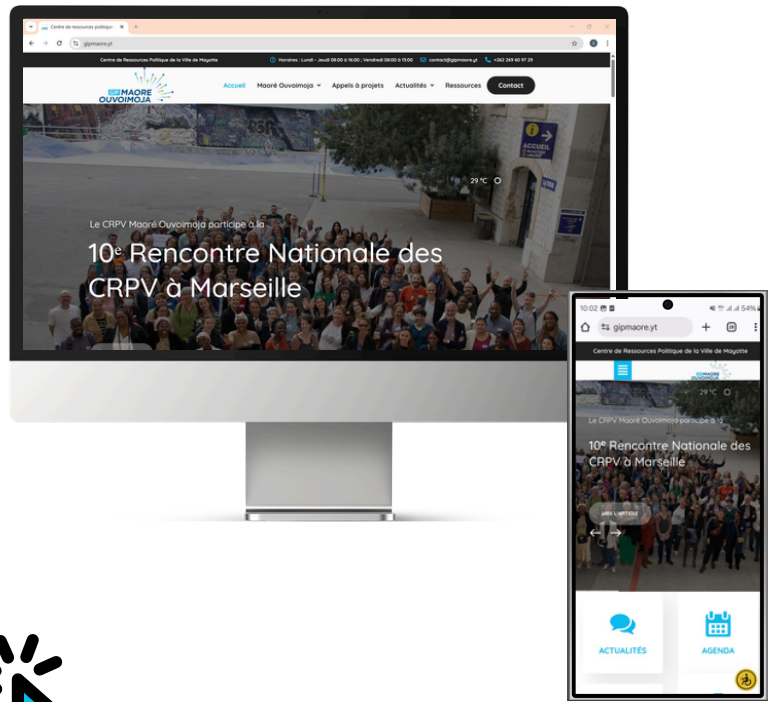 Centre de ressources politique
gipmaore.yt
Centre de Ressources Politique de la Ville de Mayotte
Horaires : Lundi - Jeudi 08:00 à 16:00 ; Vendredi 08:00 à 13:00
contact@gipmaore.yt
+262 269 60 97 29
GIP MAORE
OUVOIMOJA
Accueil
Maoré Ouvoimoja
Appels à projets
Actualités
Ressources
Contact
ACCUEIL
29 °C
Le CRPV Maoré Ouvoimoja participe à la
10e Rencontre Nationale des
CRPV à Marseille
10:02
54%
gipmaore.yt
29
Centre de Ressources Politique de la Ville de Mayotte
GIP MAORE
OUVOIMOJA
29 °C
Le CRPV Maoré Ouvoimoja participe à la
10e Rencontre Nationale des
CRPV à Marseille
LIRE L'ARTICLE
ACTUALITÉS
AGENDA